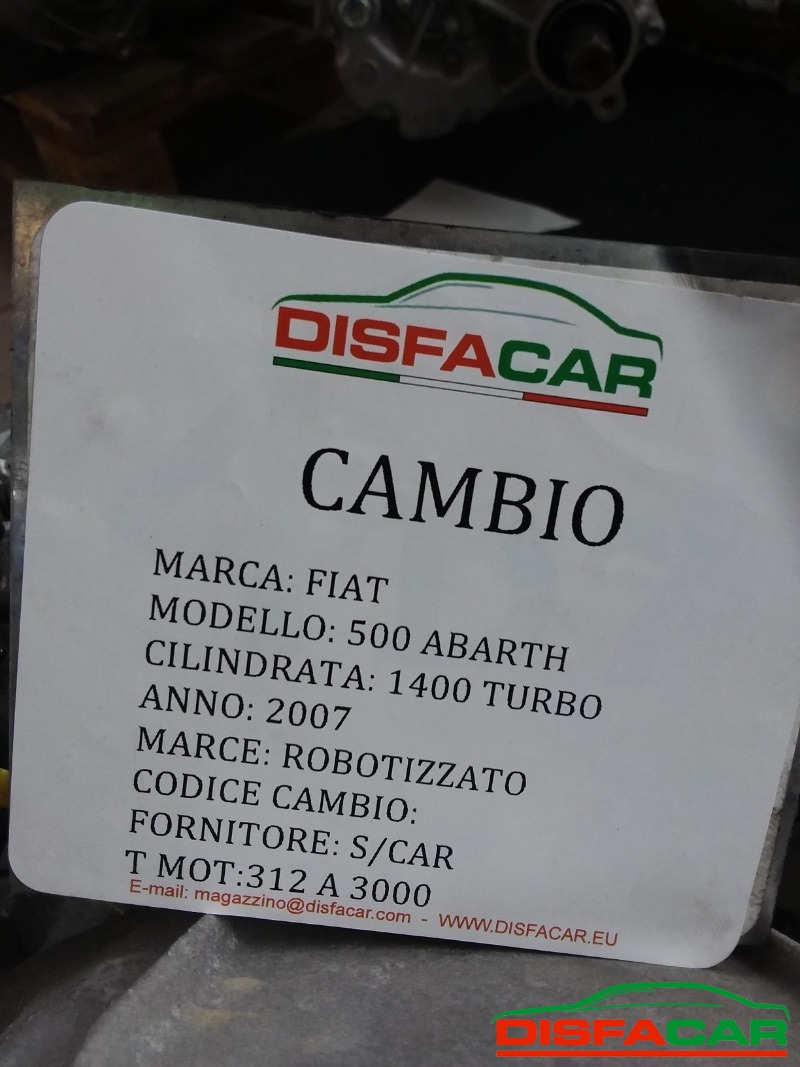 DISFACAR
CAMBIO
MARCA: FIAT
MODELLO: 500 ABARTH
CILINDRATA: 1400 TURBO
ANNO: 2007
MARCE: ROBOTIZZATO
CODICE CAMBIO:
FORNITORE: S/CAR
T MOT:312 A 3000
E-mail: magazzino@disfacar.com - WWW.DISFACAR.EU
DISFACAR